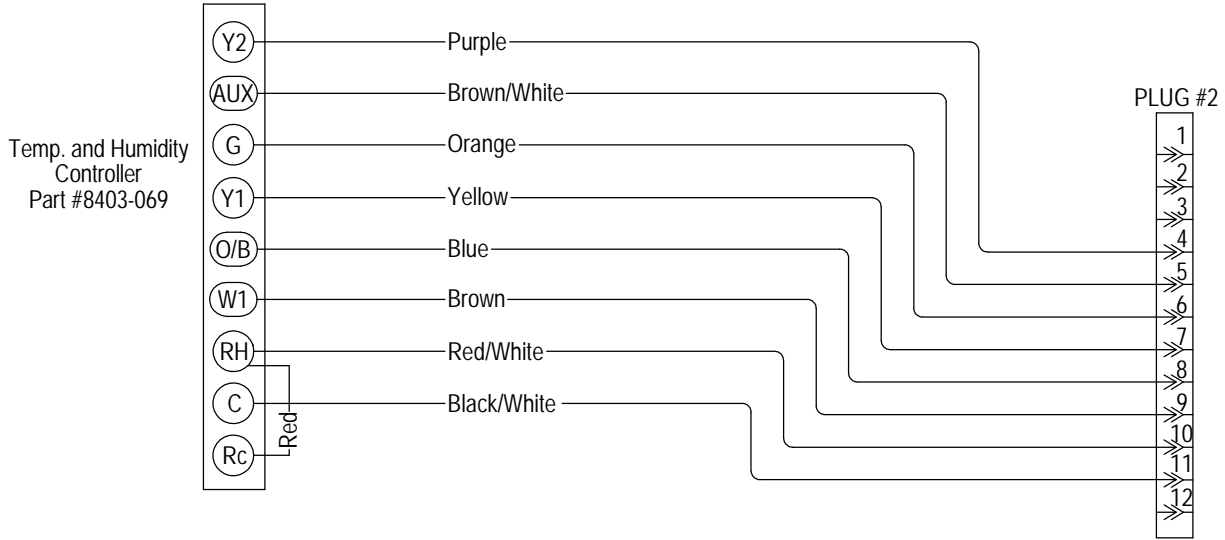 Temp. and Humidity
Controller
Part #8403-069
Y2
AUX
G
Y1
O/B
W1
RH
C
Rc
Purple
Brown/White
Orange
Yellow
Blue
Brown
Red/White
Black/White
Red
PLUG #2
1
2
3
4
5
6
7
8
9
10
11
12